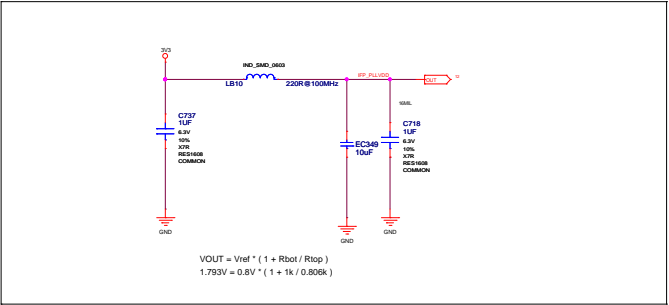 3V3
IND_SMD_0603
LB10
220R@100MHz
IFP_PLLVDD
OUT
16MIL
C737
1UF
6.3V
10%
X7R
RES1608
COMMON
EC349
10uF
C718
1UF
6.3V
10%
X7R
RES1608
COMMON
GND
GND
GND
VOUT = Vref * ( 1 + Rbot / Rtop )
1.793V = 0.8V * ( 1 + 1k / 0.806k )